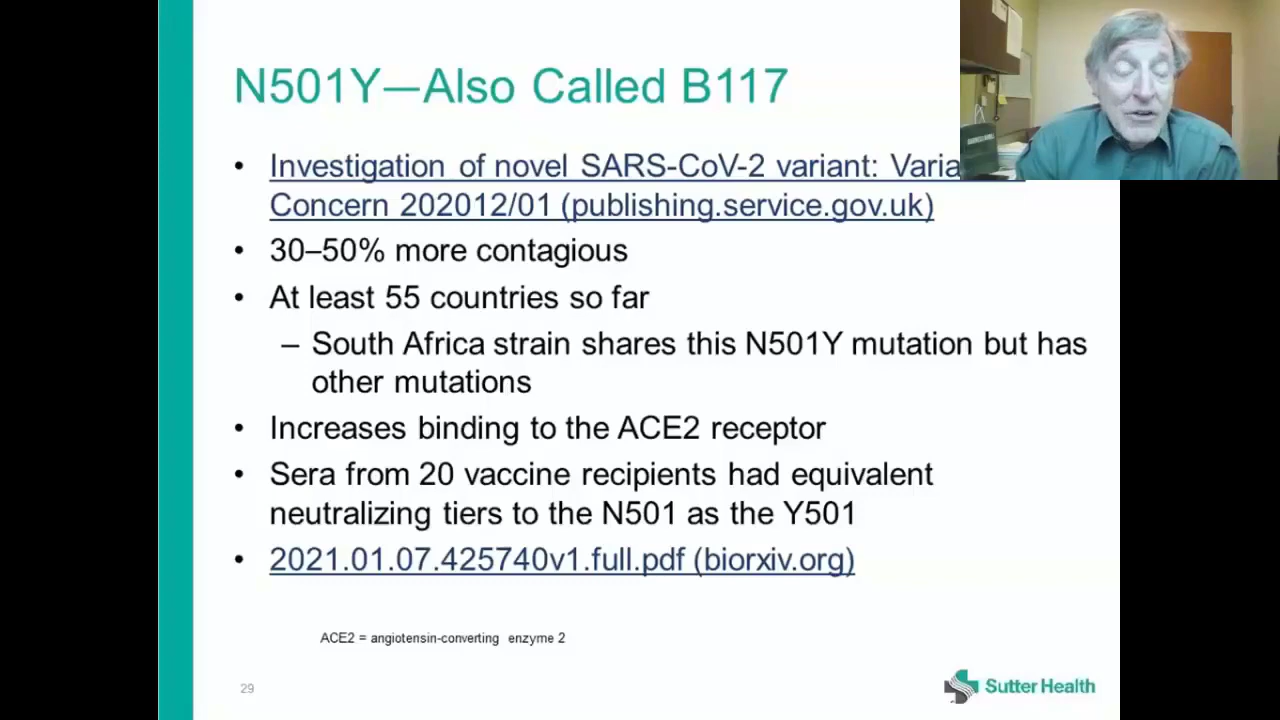 N501Y—Also Called B117
• Investigation of novel SARS-CoV-2 variant:
Concern 202012/01 (publishing.service.gov.uk)
• 30–50% more contagious
• At least 55 countries so far
– South Africa strain shares this N501Y mutation but has
other mutations
• Increases binding to the ACE2 receptor
• Sera from 20 vaccine recipients had equivalent
neutralizing tiers to the N501 as the Y501
• 2021.01.07.425740v1.full.pdf (biorxiv.org)
ACE2 = angiotensin-converting enzyme 2
29
Sutter Health